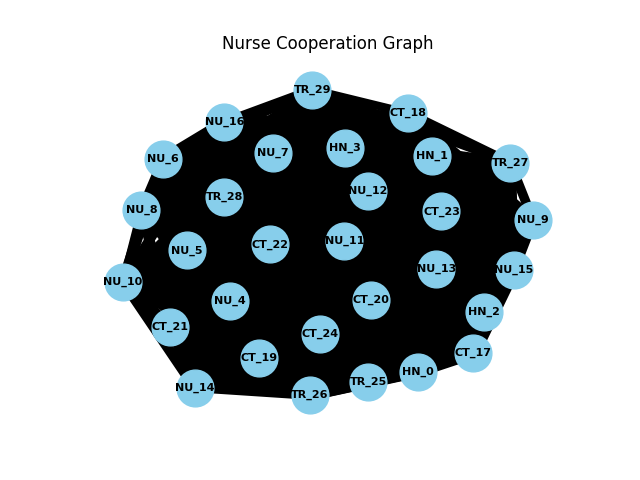 Nurse Cooperation Graph
TR_29
CT_18
NU_16
HN_3
NU_7
HN_1
NU_6
TR_27
NU_12
TR_28
NU_8
CT_23
NU_9
NU_11
CT_22
NU_5
NU_13
NU_15
NU_10
CT_20
NU_4
HN_2
CT_21
CT_24
CT_17
CT_19
HN_0
TR_25
NU_14
TR_26